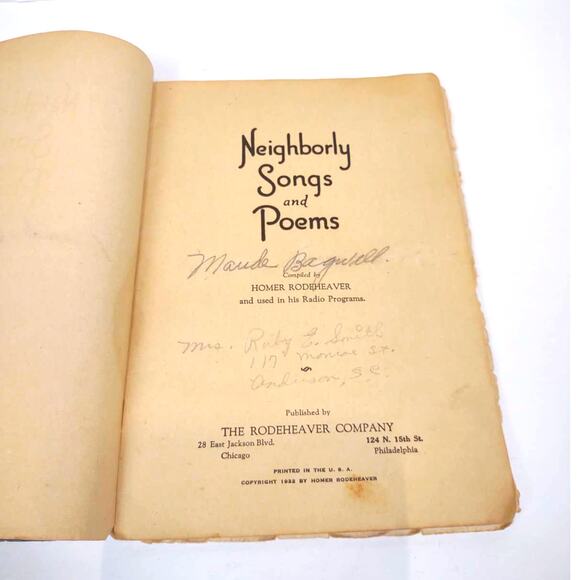 Neighborly
Songs
and
Poems
Maude Bagwell.
Compiled by
HOMER RODEHEAVER
and used in his Radio Programs.
Mrs. Ruby E. Smith
117 Monroe St.
Anderson, S.C.
Published by
THE RODEHEAVER COMPANY
28 East Jackson Blvd.
Chicago
124 N. 15th St.
Philadelphia
PRINTED IN THE U. S. A.
COPYRIGHT 1932 BY HOMER RODEHEAVER